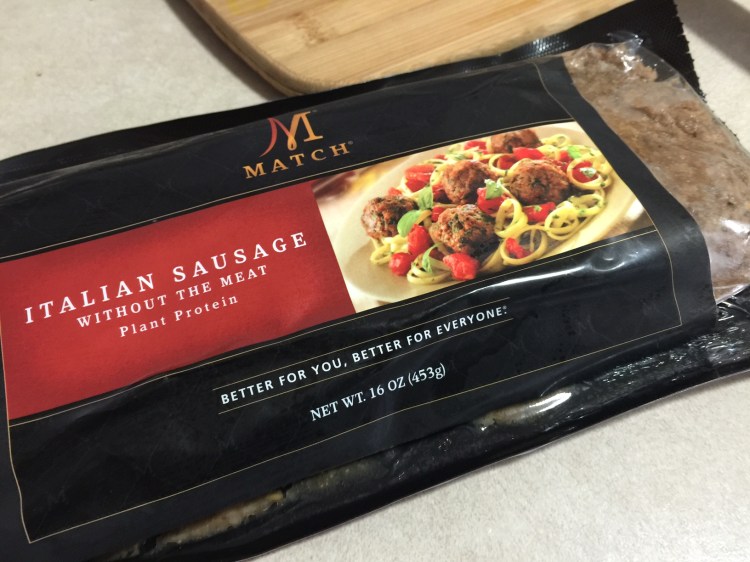 M
MATCH®
ITALIAN SAUSAGE
WITHOUT THE MEAT
Plant Protein
BETTER FOR YOU, BETTER FOR EVERYONE.®
NET WT. 16 OZ (453g)